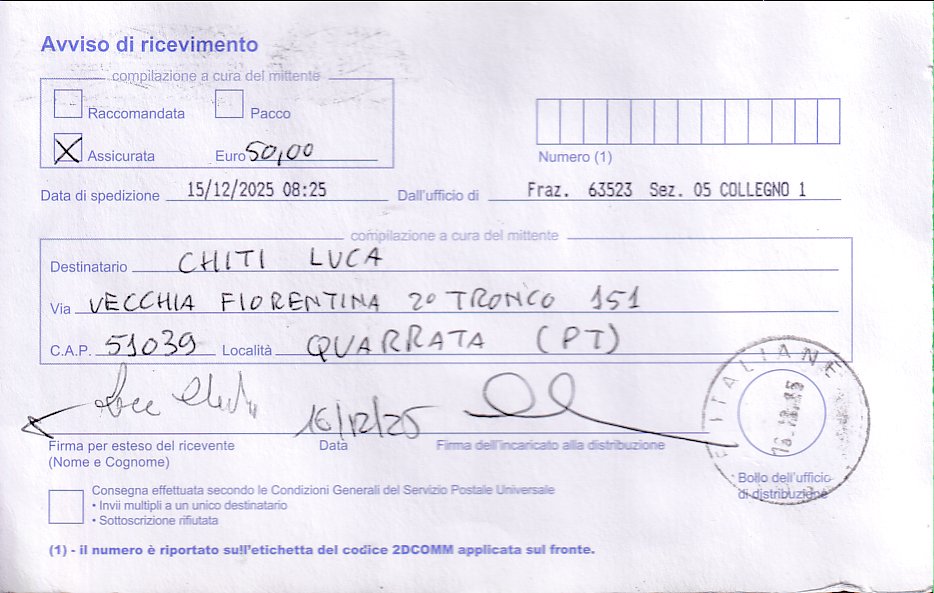 Avviso di ricevimento
compilazione a cura del mittente
Raccomandata Pacco
X Assicurata Euro 50,00
Numero (1)
Data di spedizione 15/12/2025 08:25 Dall'ufficio di Fraz. 63523 Sez. 05 COLLEGNO 1
compilazione a cura del mittente
Destinatario CHITI LUCA
Via VECCHIA FIORENTINA 2° TRONCO 151
C.A.P. 51039 Località QUARRATA (PT)
ITALIANE
16/12/25
Firma per esteso del ricevente Data Firma dell'incaricato alla distribuzione
(Nome e Cognome)
Bollo dell'ufficio
di distribuzione
Consegna effettuata secondo le Condizioni Generali del Servizio Postale Universale
• Invii multipli a un unico destinatario
• Sottoscrizione rifiutata
(1) - il numero è riportato sull'etichetta del codice 2DCOMM applicata sul fronte.